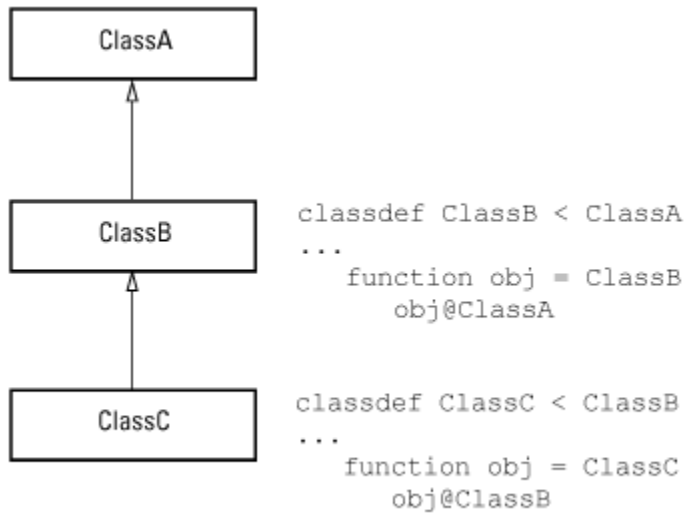 ClassA
ClassB
classdef ClassB < ClassA
...
function obj = ClassB
obj@ClassA
ClassC
classdef ClassC < ClassB
...
function obj = ClassC
obj@ClassB